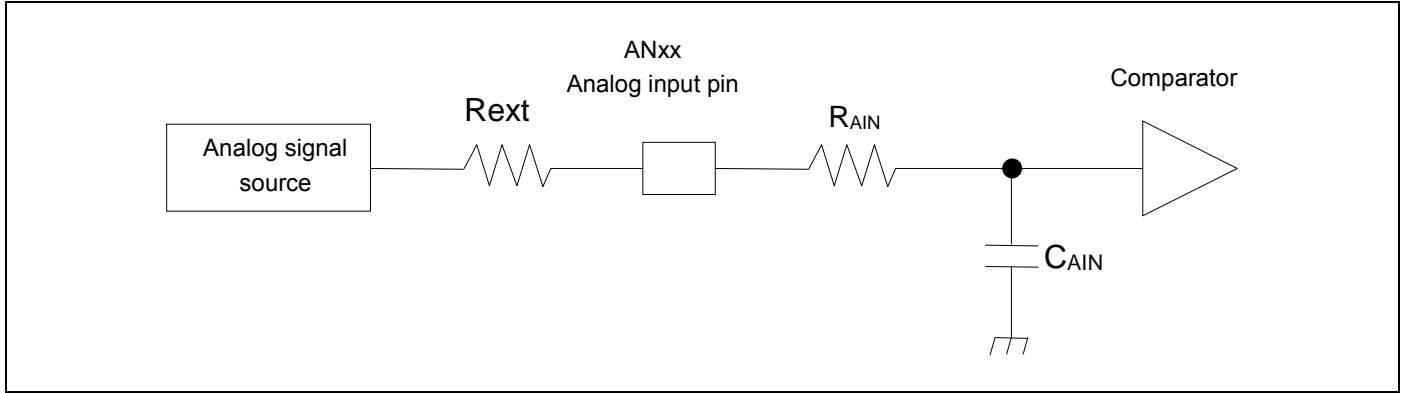 ANxx
Analog input pin
Comparator
Rext
RAIN
Analog signal
source
CAIN